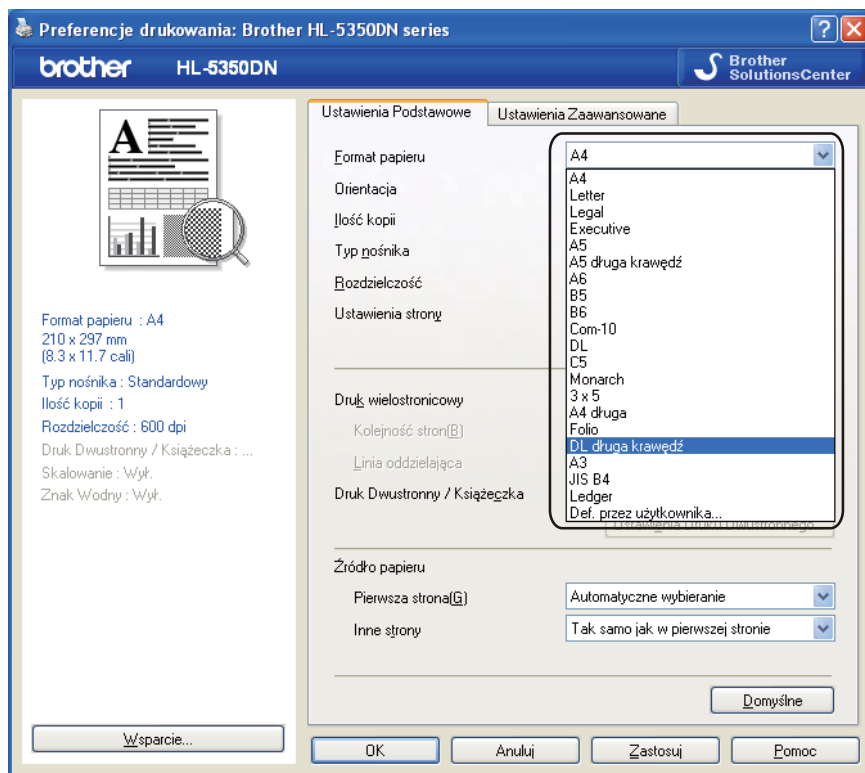 Preferencje drukowania: Brother HL-5350DN series
brother HL-5350DN
Brother
SolutionsCenter
Ustawienia Podstawowe
Ustawienia Zaawansowane
A
Format papieru : A4
210 x 297 mm
(8.3 x 11.7 cali)
Typ nośnika : Standardowy
Ilość kopii : 1
Rozdzielczość : 600 dpi
Druk Dwustronny / Książeczka : ...
Skalowanie : Wył.
Znak Wodny : Wył.
Wsparcie...
Format papieru
Orientacja
Ilość kopii
Typ nośnika
Rozdzielczość
Ustawienia strony
Druk wielostronicowy
Kolejność stron(B)
Linia oddzielająca
Druk Dwustronny / Książeczka
A4
A4
Letter
Legal
Executive
A5
A5 długa krawędź
A6
B5
B6
Com-10
DL
C5
Monarch
3 x 5
A4 długa
Folio
DL długa krawędź
A3
JIS B4
Ledger
Def. przez użytkownika...
Ustawienia Druku Dwustronnego...
Źródło papieru
Pierwsza strona(G)
Automatyczne wybieranie
Inne strony
Tak samo jak w pierwszej stronie
Domyślne
OK
Anuluj
Zastosuj
Pomoc